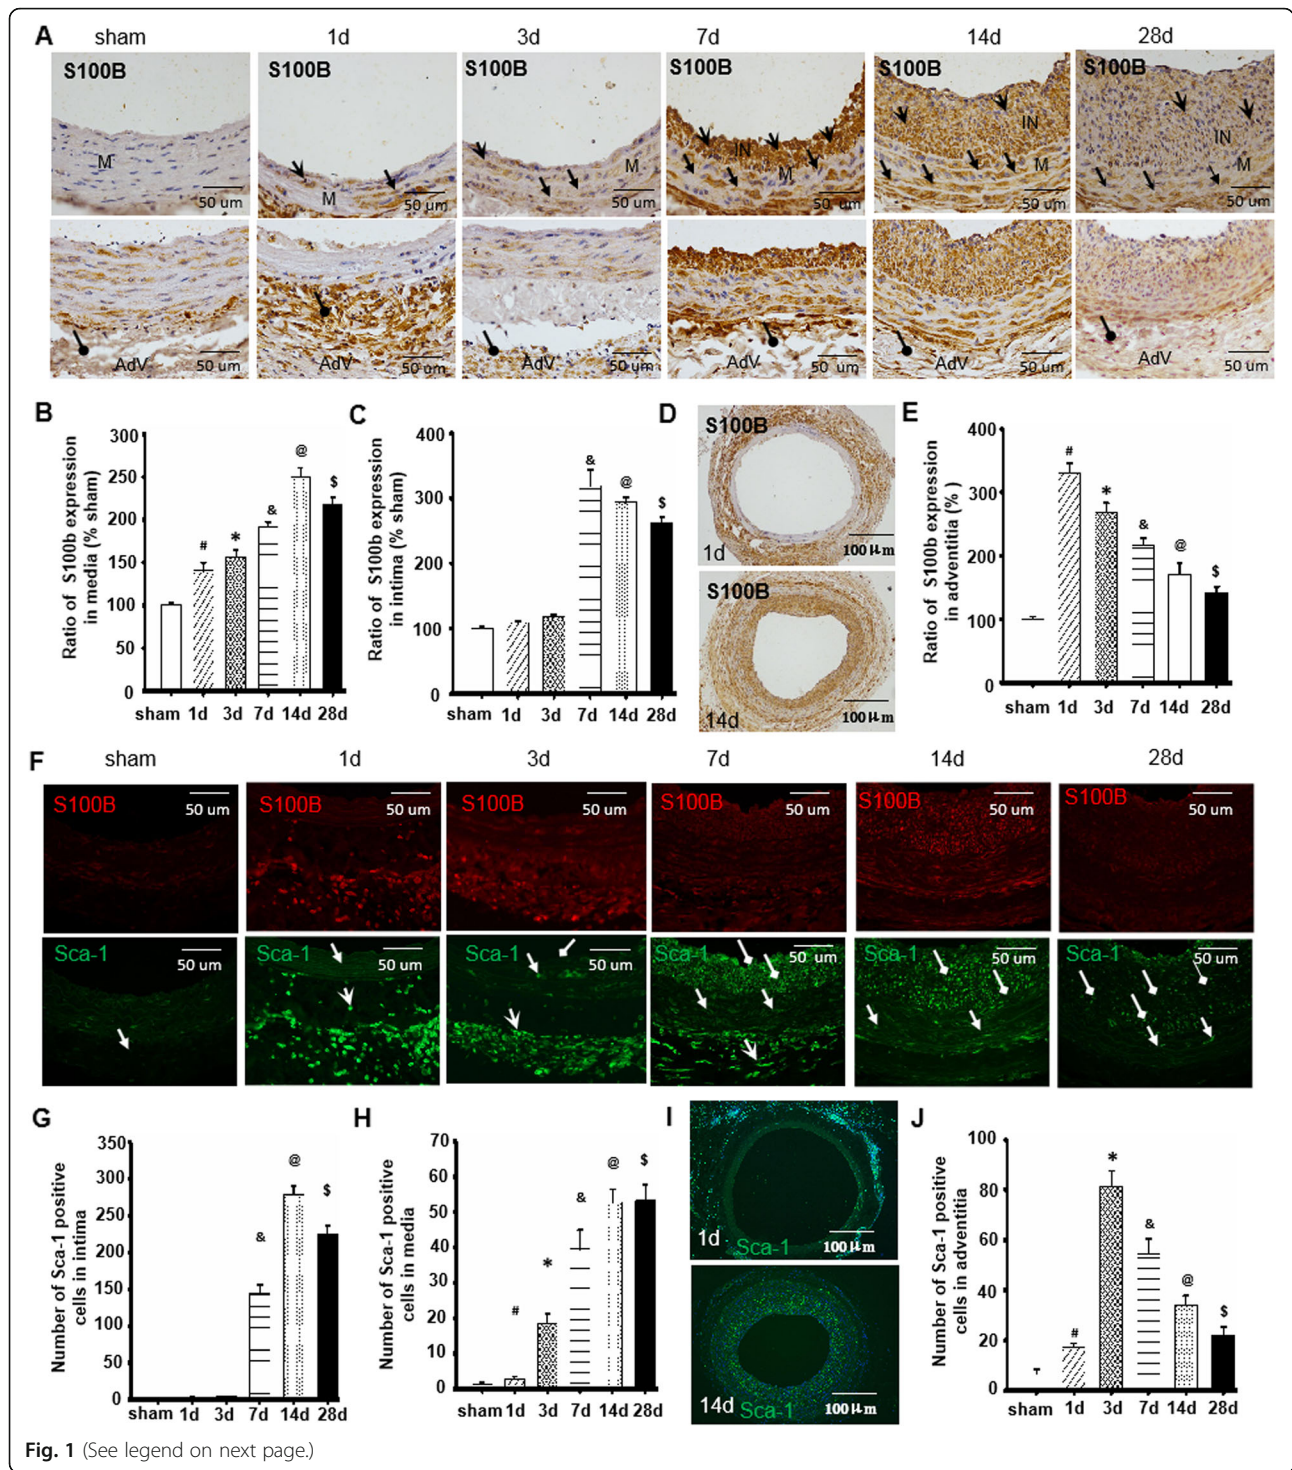 A sham 1d 3d 7d 14d 28d
S100B S100B S100B S100B S100B S100B
M M M IN M IN M IN M
50 um 50 um 50 um 50 um 50 um 50 um
AdV AdV AdV AdV AdV AdV
50 um 50 um 50 um 50 um 50 um 50 um
B
Ratio of S100b expression
in media (% sham)
300
250
200
150
100
50
0
# * & @ $
sham 1d 3d 7d 14d 28d
C
Ratio of S100b expression
in intima (% sham)
400
300
200
100
0
& @ $
sham 1d 3d 7d 14d 28d
D
S100B
1d
100μm
S100B
14d
100μm
E
Ratio of S100b expression
in adventitia (% )
400
300
200
100
0
# * & @ $
sham 1d 3d 7d 14d 28d
F sham 1d 3d 7d 14d 28d
S100B S100B S100B S100B S100B S100B
50 um 50 um 50 um 50 um 50 um 50 um
Sca-1 Sca-1 Sca-1 Sca-1 Sca-1 Sca-1
50 um 50 um 50 um 50 um 50 um 50 um
G
Number of Sca-1 positive
cells in intima
350
300
250
200
150
100
50
0
& @ $
sham 1d 3d 7d 14d 28d
H
Number of Sca-1 positive
cells in media
70
60
50
40
30
20
10
0
# * & @ $
sham 1d 3d 7d 14d 28d
I
1d
Sca-1
100μm
14d
Sca-1
100μm
J
Number of Sca-1 positive
cells in adventitia
100
80
60
40
20
0
# * & @ $
sham 1d 3d 7d 14d 28d
Fig. 1 (See legend on next page.)